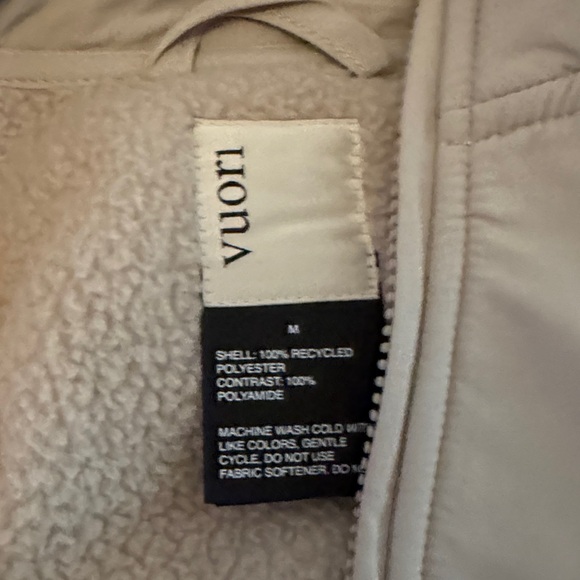 vuori
M
SHELL: 100% RECYCLED
POLYESTER
CONTRAST: 100%
POLYAMIDE
MACHINE WASH COLD WITH
LIKE COLORS, GENTLE
CYCLE, DO NOT USE
FABRIC SOFTENER, DO